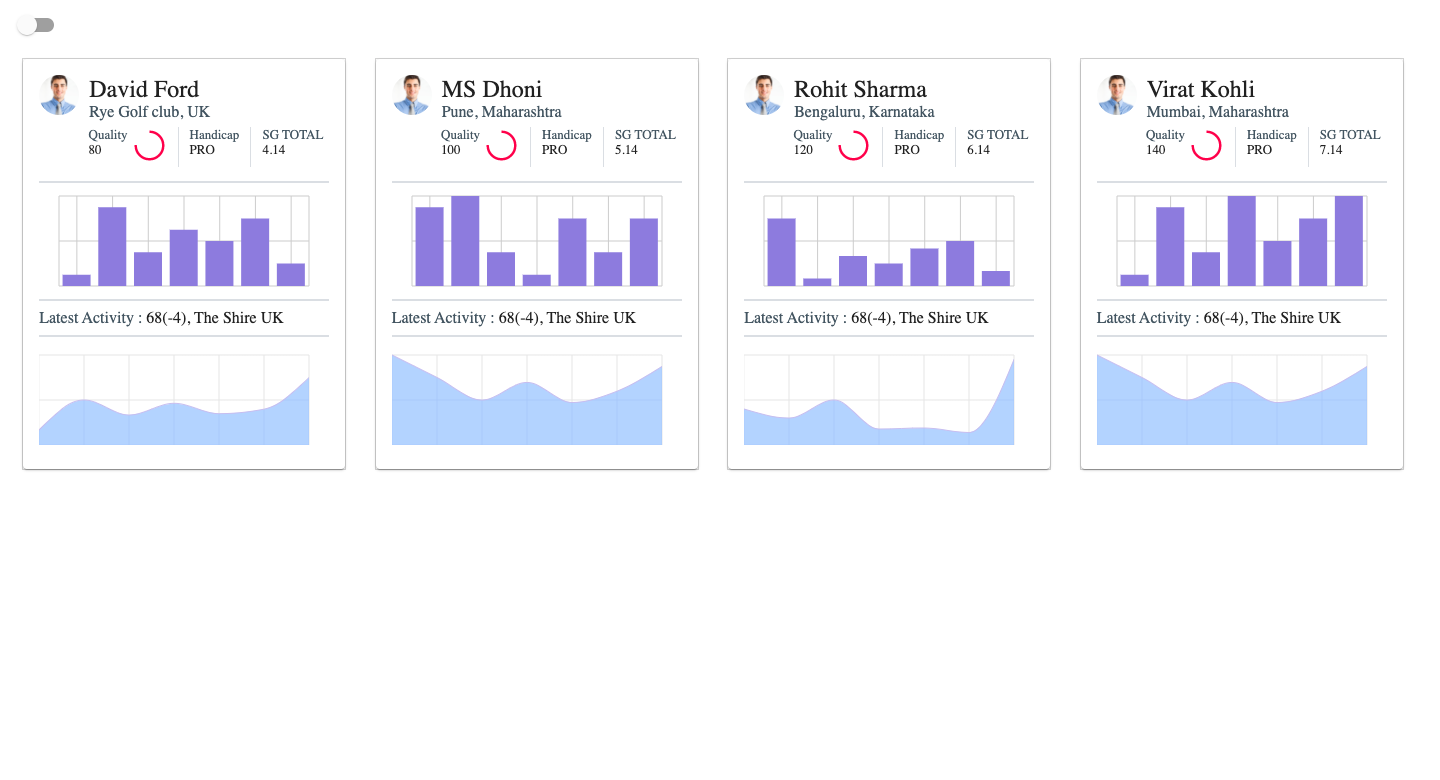 David Ford
Rye Golf club, UK
Quality
80
Handicap
PRO
SG TOTAL
4.14
Latest Activity : 68(-4), The Shire UK
MS Dhoni
Pune, Maharashtra
Quality
100
Handicap
PRO
SG TOTAL
5.14
Latest Activity : 68(-4), The Shire UK
Rohit Sharma
Bengaluru, Karnataka
Quality
120
Handicap
PRO
SG TOTAL
6.14
Latest Activity : 68(-4), The Shire UK
Virat Kohli
Mumbai, Maharashtra
Quality
140
Handicap
PRO
SG TOTAL
7.14
Latest Activity : 68(-4), The Shire UK